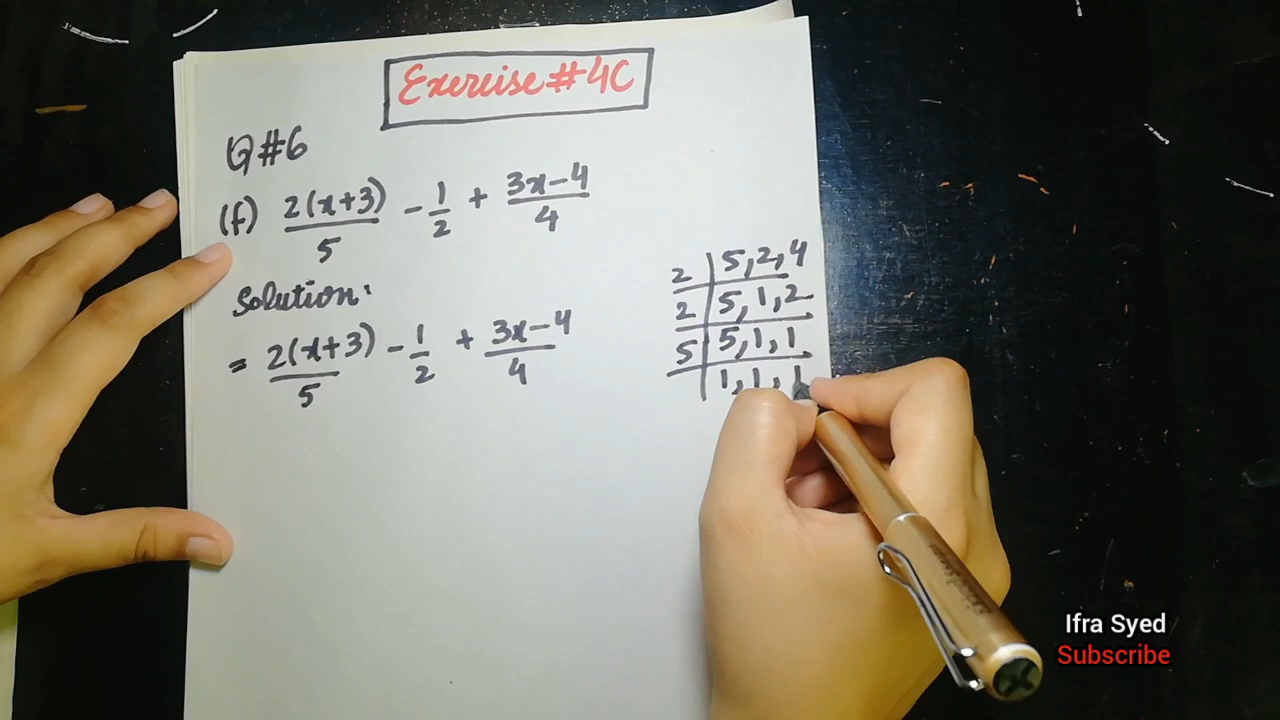 Exercise #4C
Q#6
(f) 2(x+3)/5 - 1/2 + 3x-4/4
Solution:
= 2(x+3)/5 - 1/2 + 3x-4/4
2 | 5,2,4
2 | 5,1,2
5 | 5,1,1
| 1,1,1
Ifra Syed
Subscribe